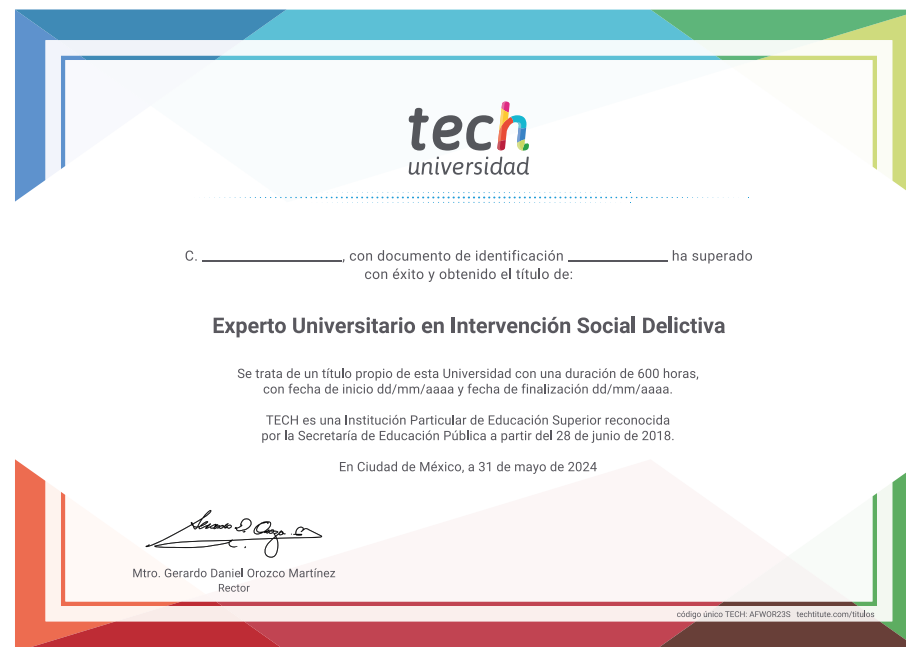 tech
universidad
C. ____________________, con documento de identificación ______________ ha superado
con éxito y obtenido el título de:
Experto Universitario en Intervención Social Delictiva
Se trata de un título propio de esta Universidad con una duración de 600 horas,
con fecha de inicio dd/mm/aaaa y fecha de finalización dd/mm/aaaa.
TECH es una Institución Particular de Educación Superior reconocida
por la Secretaría de Educación Pública a partir del 28 de junio de 2018.
En Ciudad de México, a 31 de mayo de 2024
Mtro. Gerardo Daniel Orozco Martínez
Rector
código único TECH: AFWOR23S techtitute.com/titulos